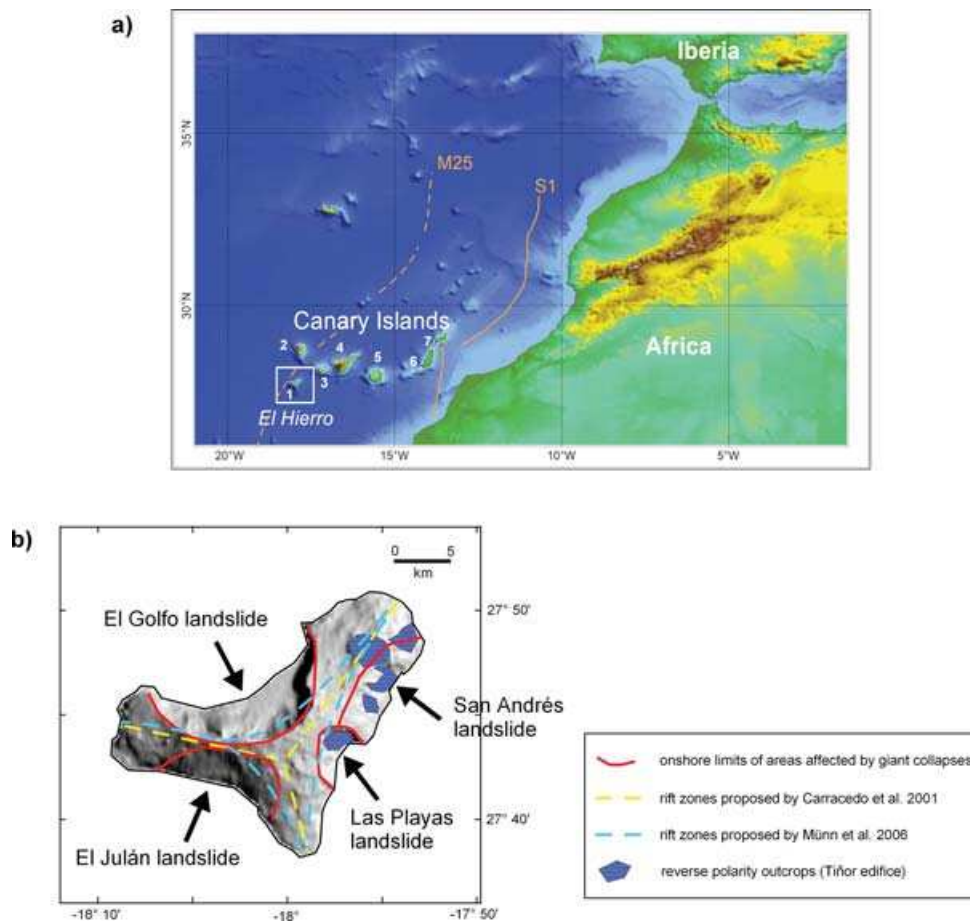 a)
Iberia
35°N
M25
S1
30°N
Canary Islands
2
4
7
5
6
3
1
Africa
El Hierro
20°W
15°W
10°W
5°W
b)
0
5
km
El Golfo landslide
27° 50'
San Andrés
landslide
onshore limits of areas affected by giant collapses
rift zones proposed by Carracedo et al. 2001
Las Playas
landslide
27° 40'
rift zones proposed by Münn et al. 2006
El Julán landslide
reverse polarity outcrops (Tiñor edifice)
-18° 10'
-18°
-17° 50'